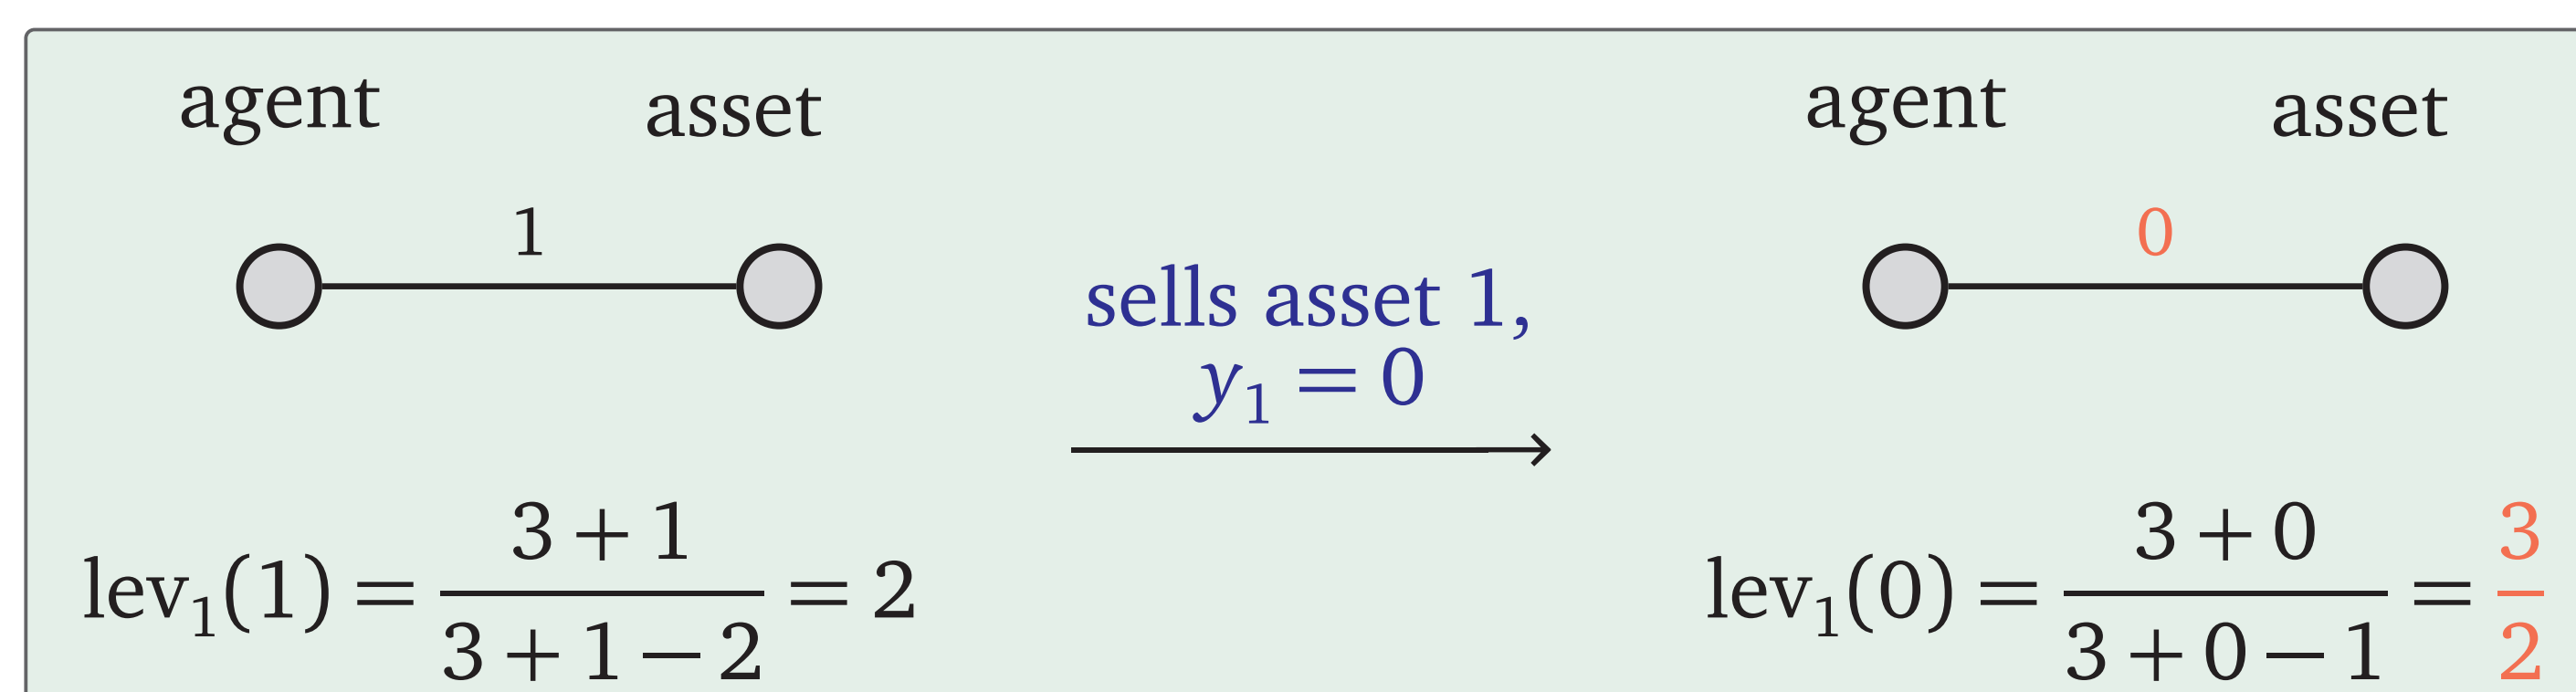 agent asset agent asset
1 0
sells asset 1,
y₁ = 0
lev₁(1) = (3 + 1)/(3 + 1 − 2) = 2 lev₁(0) = (3 + 0)/(3 + 0 − 1) = 3/2